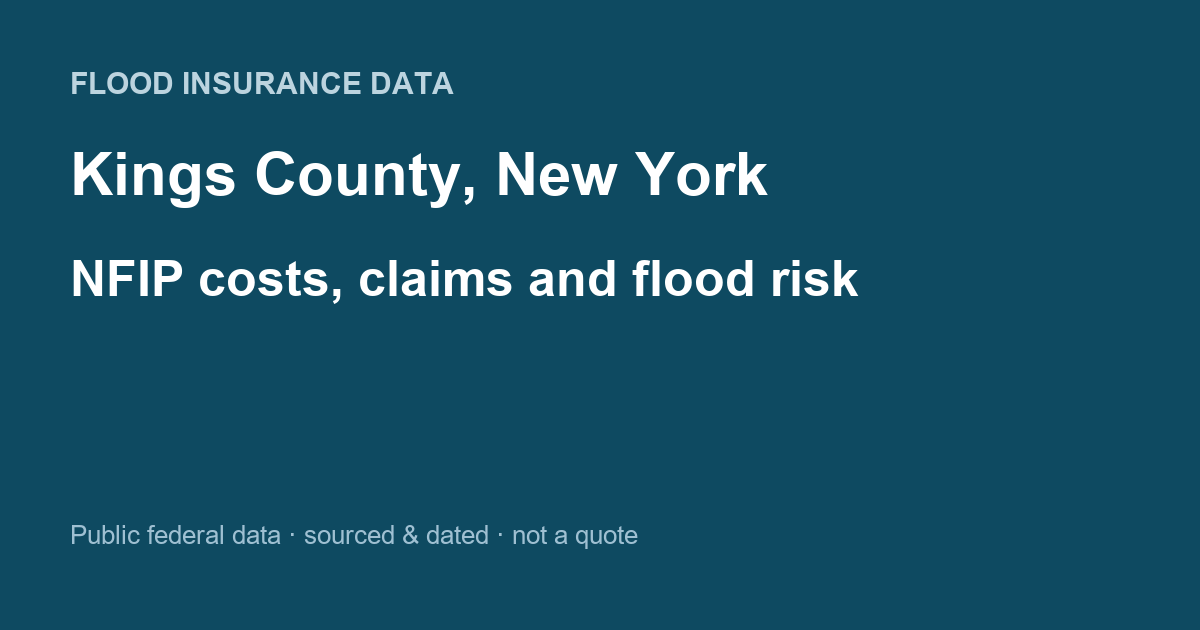 FLOOD INSURANCE DATA
Kings County, New York
NFIP costs, claims and flood risk
Public federal data · sourced & dated · not a quote